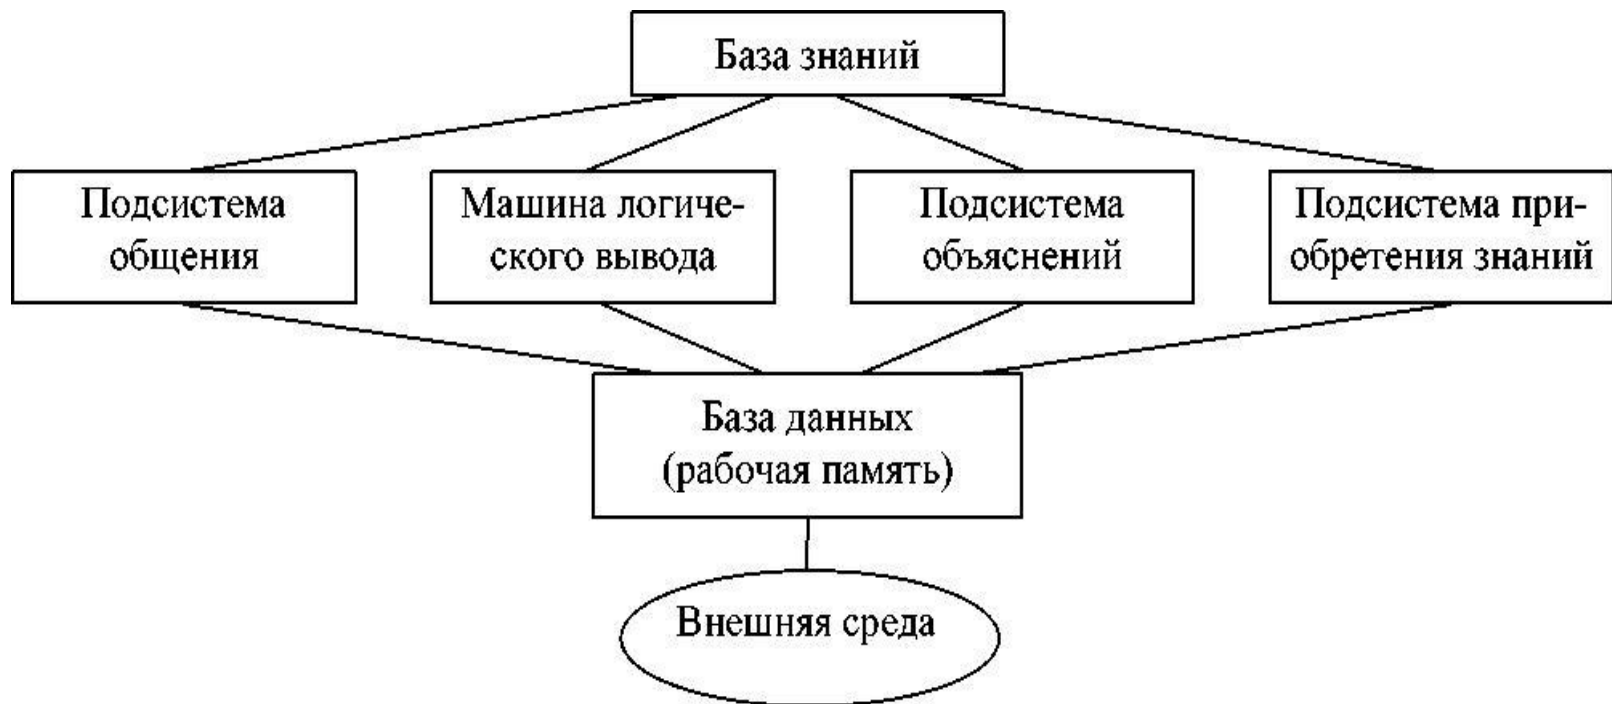 База знаний
Подсистема
общения
Машина логиче-
ского вывода
Подсистема
объяснений
Подсистема при-
обретения знаний
База данных
(рабочая память)
Внешняя среда